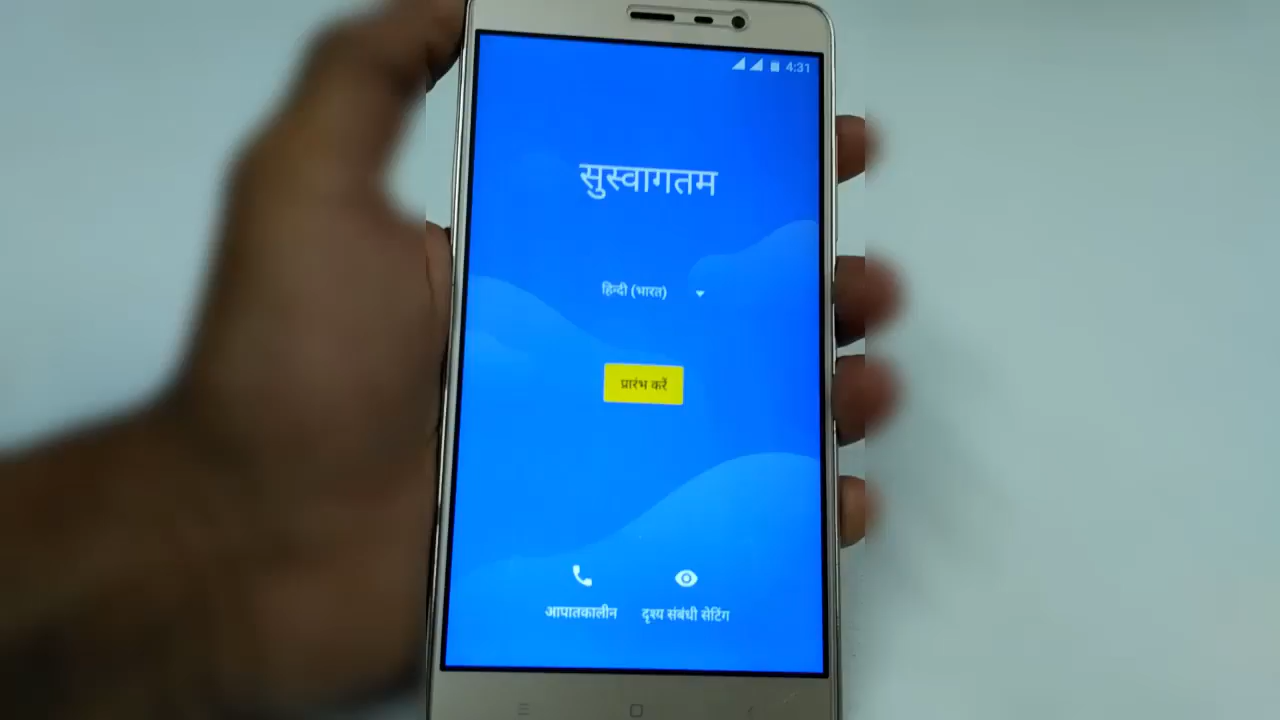 4:31
सुस्वागतम
हिन्दी (भारत)
प्रारंभ करें
आपातकालीन
दृश्य संबंधी सेटिंग